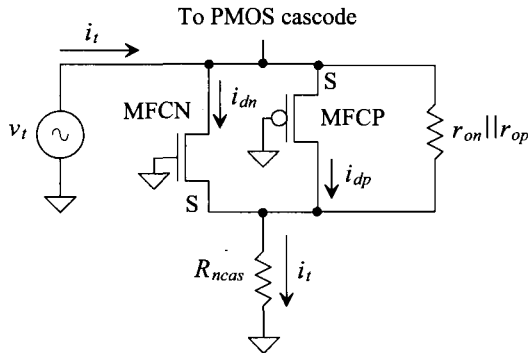 To PMOS cascode
i_t
S
MFCN
i_dn
MFCP
v_t
r_on||r_op
i_dp
S
R_ncas
i_t